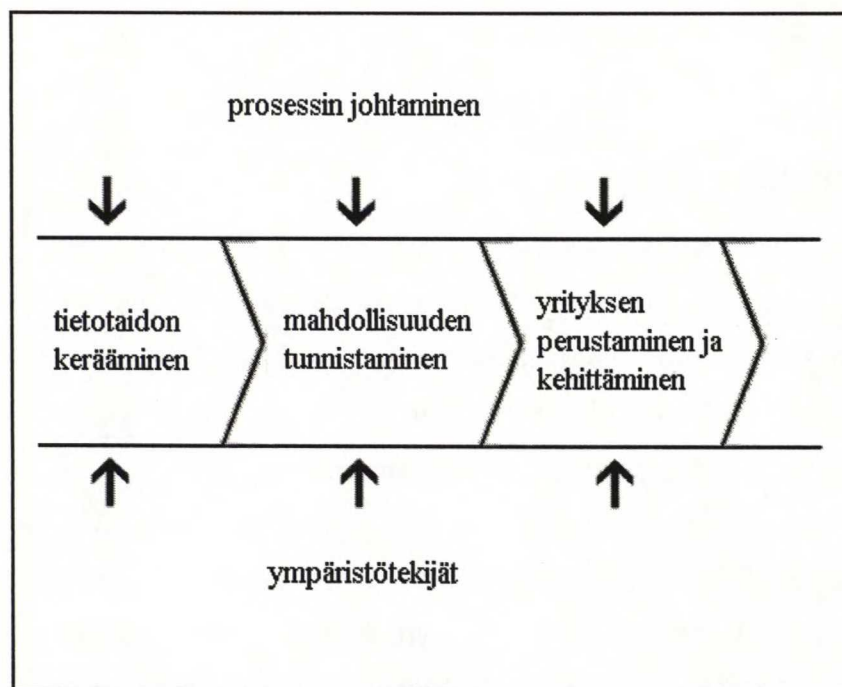 prosessin johtaminen
tietotaidon
kerääminen
mahdollisuuden
tunnistaminen
yrityksen
perustaminen ja
kehittäminen
ympäristötekijät